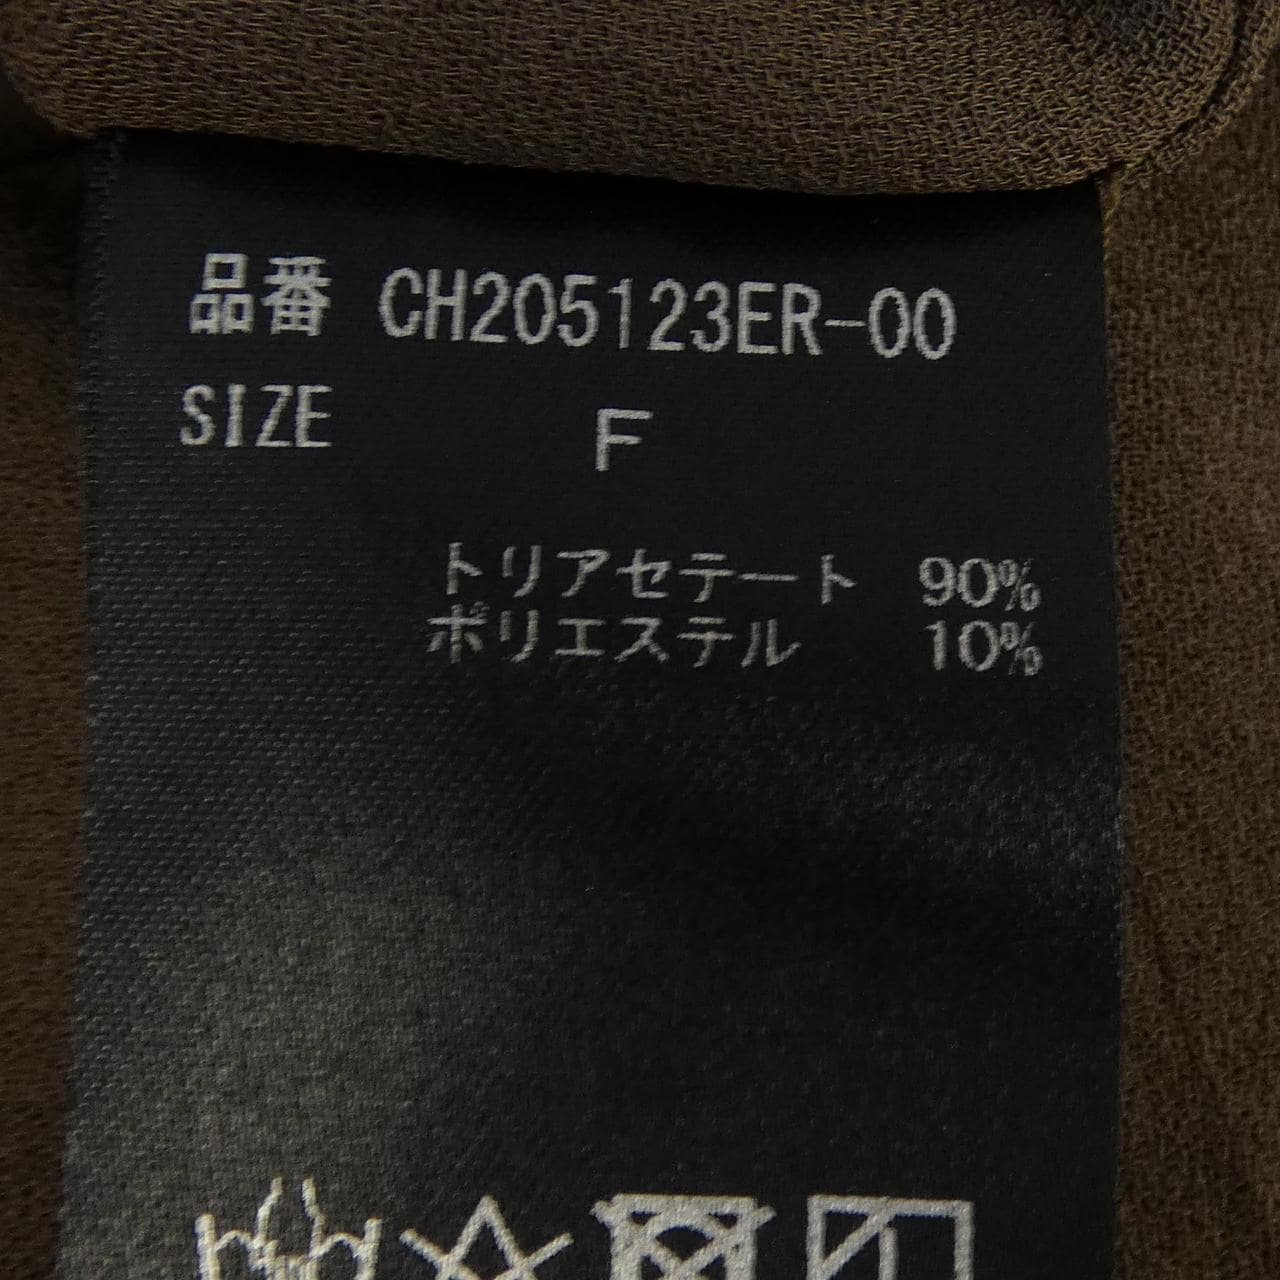 品番 CH205123ER-00
SIZE F
トリアセテート 90%
ポリエステル 10%